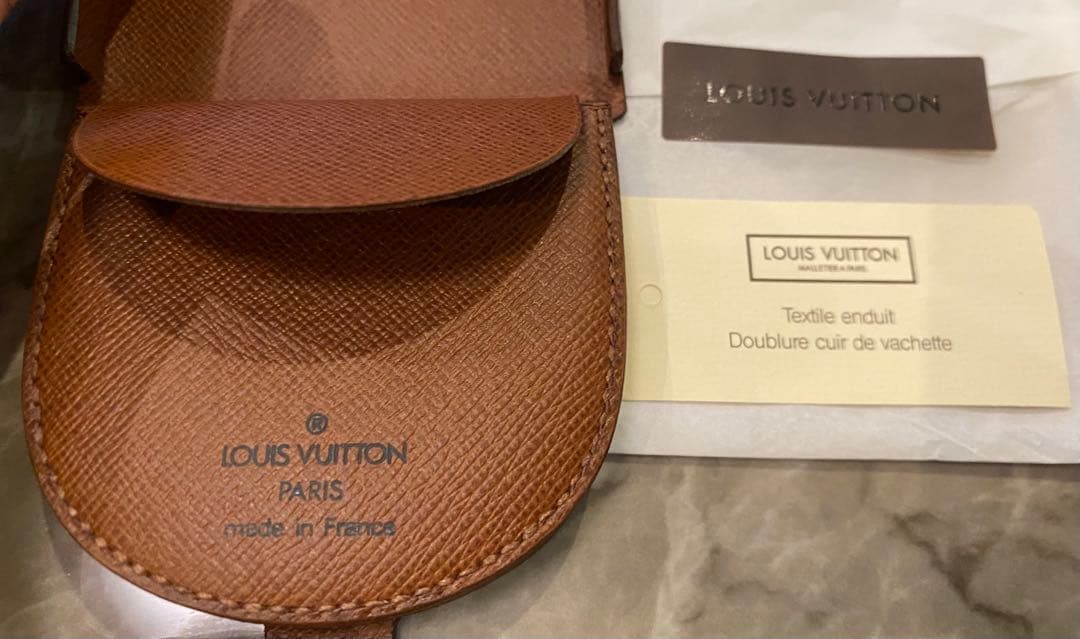 ®
LOUIS VUITTON
PARIS
made in France
LOUIS VUITTON
LOUIS VUITTON
MALLETIER A PARIS
Textile enduit
Doublure cuir de vachette